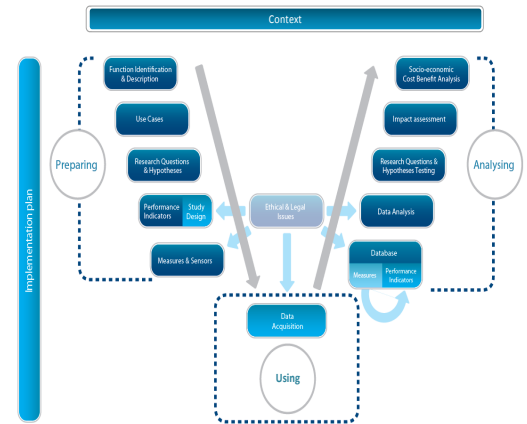 Context
Implementation plan
Preparing
Function Identification
& Description
Use Cases
Research Questions
& Hypotheses
Performance
Indicators
Study
Design
Measures & Sensors
Ethical & Legal
Issues
Data
Acquisition
Using
Socio-economic
Cost Benefit Analysis
Impact assessment
Research Questions &
Hypotheses Testing
Data Analysis
Database
Measures
Performance
Indicators
Analysing